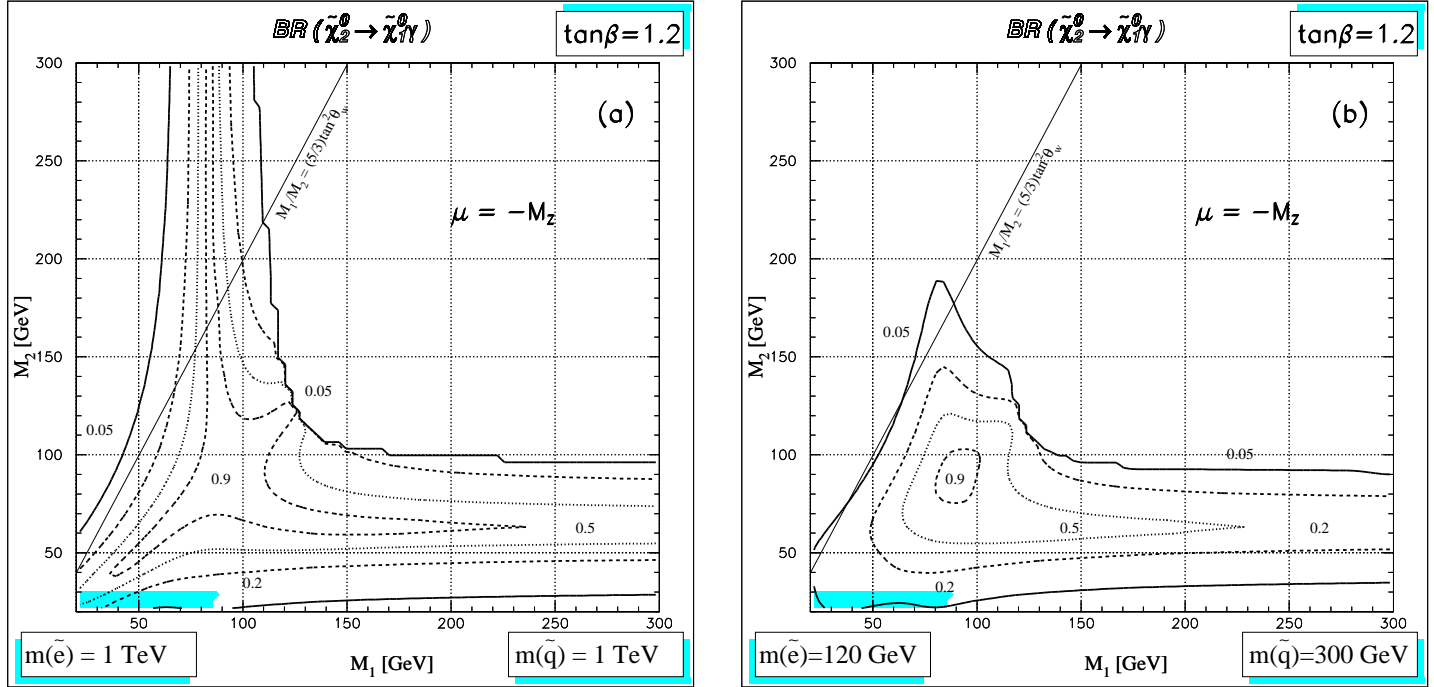 BR (χ̃⁰₂ → χ̃⁰₁γ)
tanβ=1.2
300
250
200
150
100
50
M₂ [GeV]
(a)
M₁/M₂ = (5/3)tan²θ_w
μ = −M_Z
0.05
0.05
0.9
0.5
0.2
50 100 150 200 250 300
m(ẽ) = 1 TeV
M₁ [GeV]
m(q̃) = 1 TeV
BR (χ̃⁰₂ → χ̃⁰₁γ)
tanβ=1.2
300
250
200
150
100
50
M₂ [GeV]
(b)
M₁/M₂ = (5/3)tan²θ_w
μ = −M_Z
0.05
0.05
0.9
0.5
0.2
0.2
50 100 150 200 250 300
m(ẽ)=120 GeV
M₁ [GeV]
m(q̃)=300 GeV